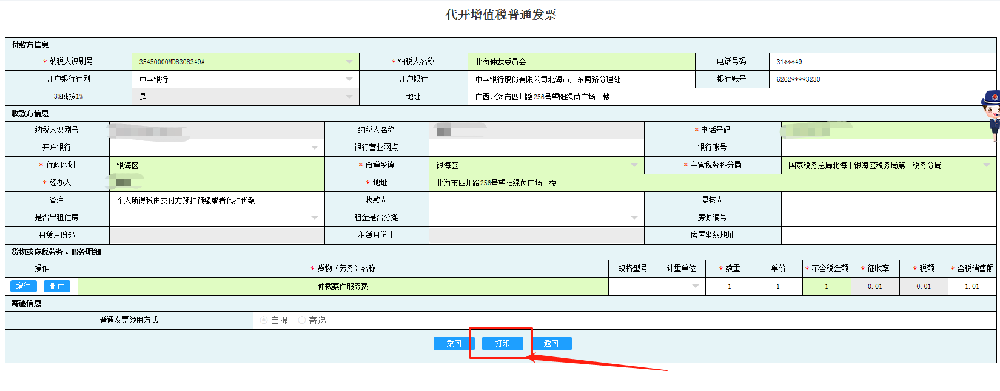 代开增值税普通发票
付款方信息
* 纳税人识别号 35450000MD8308349A * 纳税人名称 北海仲裁委员会 电话号码 31***49
开户银行行别 中国银行 开户银行 中国银行股份有限公司北海市广东南路分理处 银行账号 6262****3230
3%减按1% 是 地址 广西北海市四川路256号望阳绿茵广场一楼
收款方信息
纳税人识别号 纳税人名称 * 电话号码
开户银行 银行营业网点 银行账号
* 行政区划 银海区 * 街道乡镇 银海区 * 主管税务科分局 国家税务总局北海市银海区税务局第二税务分局
* 经办人 * 地址 北海市四川路256号望阳绿茵广场一楼
备注 个人所得税由支付方预扣预缴或者代扣代缴 收款人 复核人
是否出租住房 租金是否分摊 房源编号
租赁月份起 租赁月份止 房屋坐落地址
货物或应税劳务、服务明细
操作 * 货物（劳务）名称 规格型号 计量单位 * 数量 单价 * 不含税金额 * 征收率 * 税额 * 含税销售额
增行 删行 仲裁案件服务费 1 1 1 0.01 0.01 1.01
寄递信息
普通发票领用方式 自提 寄递
撤回 打印 返回